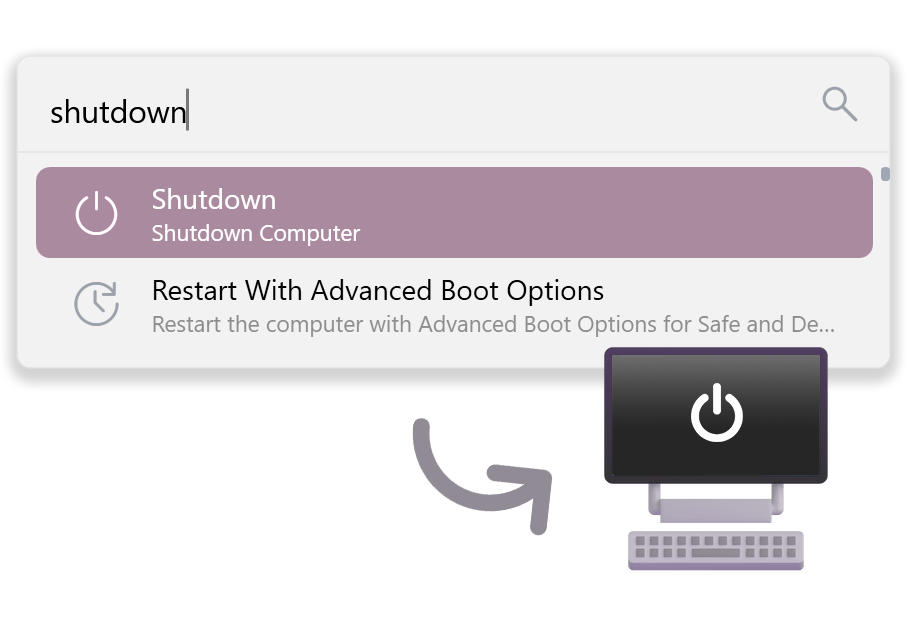 shutdown
Shutdown
Shutdown Computer
Restart With Advanced Boot Options
Restart the computer with Advanced Boot Options for Safe and De...